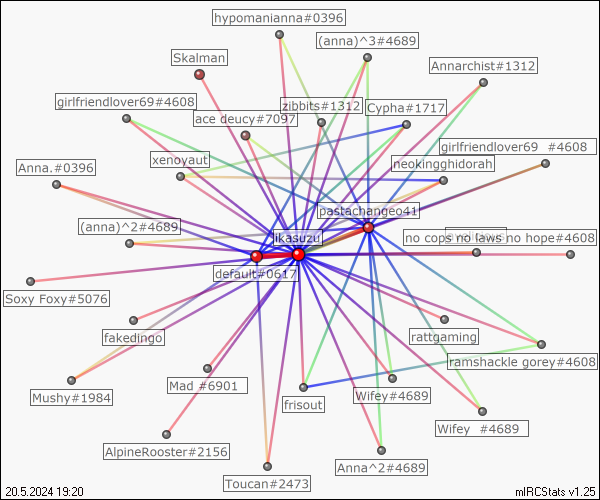 hypomanianna#0396
(anna)^3#4689
Skalman
Annarchist#1312
girlfriendlover69#4608
zibbits#1312
Cypha#1717
ace deucy#7097
girlfriendlover69 #4608
xenoyaut
neokingghidorah
Anna.#0396
pastachangeo41
(anna)^2#4689
likasuzu
no cops no laws no hope#4608
default#0617
Soxy Foxy#5076
fakedingo
rattgaming
ramshackle gorey#4608
Mushy#1984
Mad #6901
frisout
Wifey#4689
Wifey #4689
AlpineRooster#2156
Anna^2#4689
Toucan#2473
20.5.2024 19:20
mIRCStats v1.25